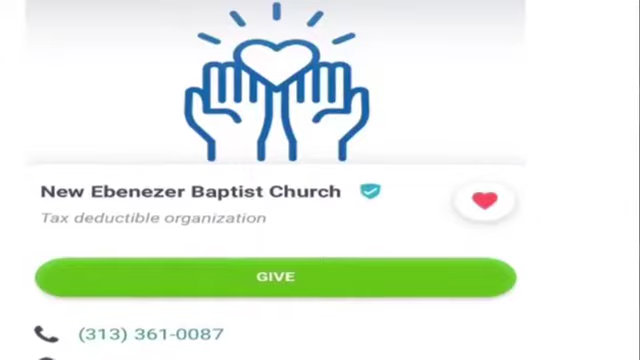 New Ebenezer Baptist Church
Tax deductible organization
GIVE
(313) 361-0087